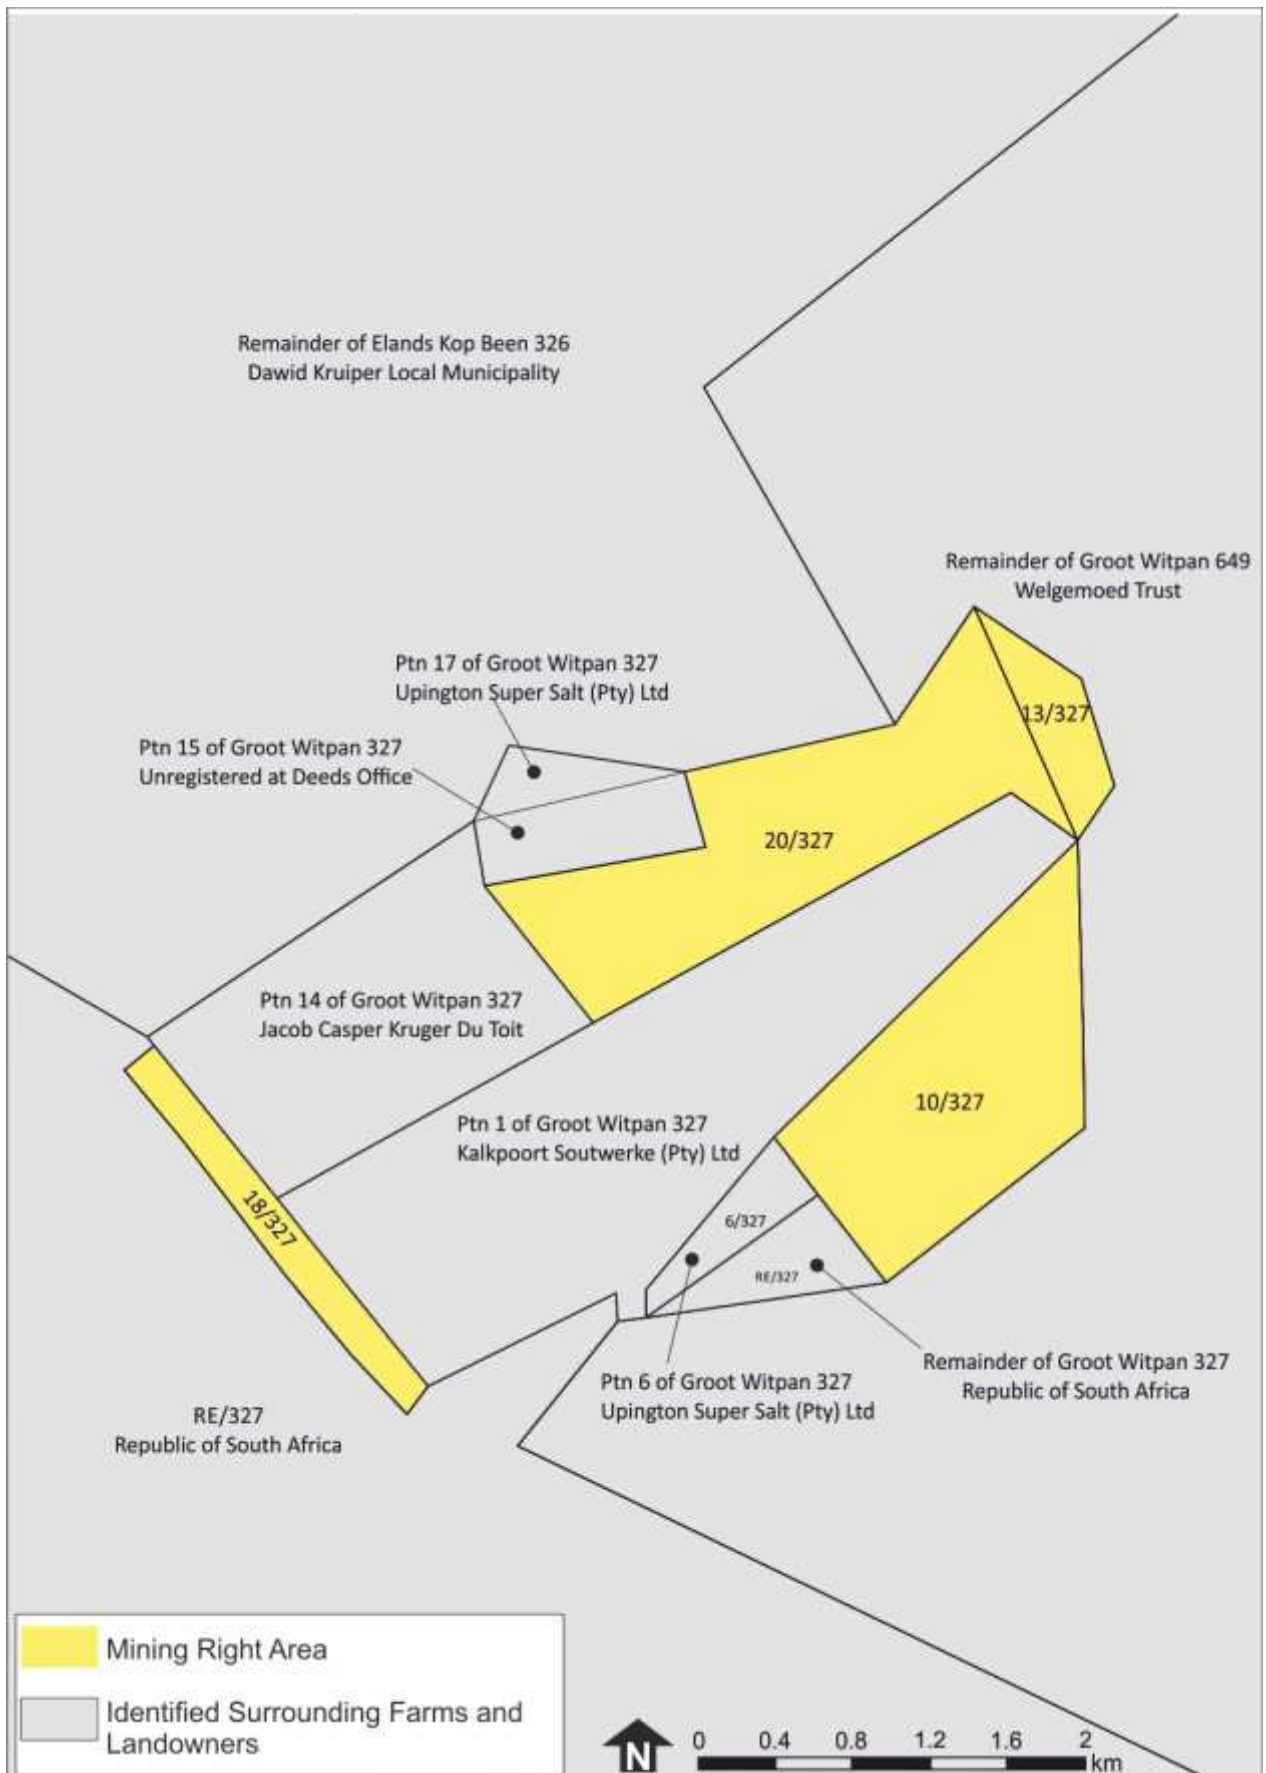 Remainder of Elands Kop Been 326
Dawid Kruiper Local Municipality
Remainder of Groot Witpan 649
Welgemoed Trust
Ptn 17 of Groot Witpan 327
Upington Super Salt (Pty) Ltd
13/327
Ptn 15 of Groot Witpan 327
Unregistered at Deeds Office
20/327
Ptn 14 of Groot Witpan 327
Jacob Casper Kruger Du Toit
10/327
Ptn 1 of Groot Witpan 327
Kalkpoort Soutwerke (Pty) Ltd
18/327
6/327
RE/327
Remainder of Groot Witpan 327
Republic of South Africa
Ptn 6 of Groot Witpan 327
Upington Super Salt (Pty) Ltd
RE/327
Republic of South Africa
Mining Right Area
Identified Surrounding Farms and
Landowners
N
0 0.4 0.8 1.2 1.6 2
km